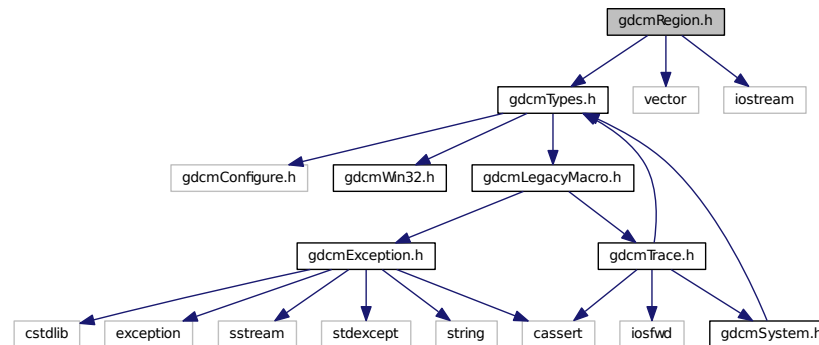 gdcmRegion.h
gdcmTypes.h
vector
iostream
gdcmConfigure.h
gdcmWin32.h
gdcmLegacyMacro.h
gdcmException.h
gdcmTrace.h
cstdlib
exception
sstream
stdexcept
string
cassert
iosfwd
gdcmSystem.h